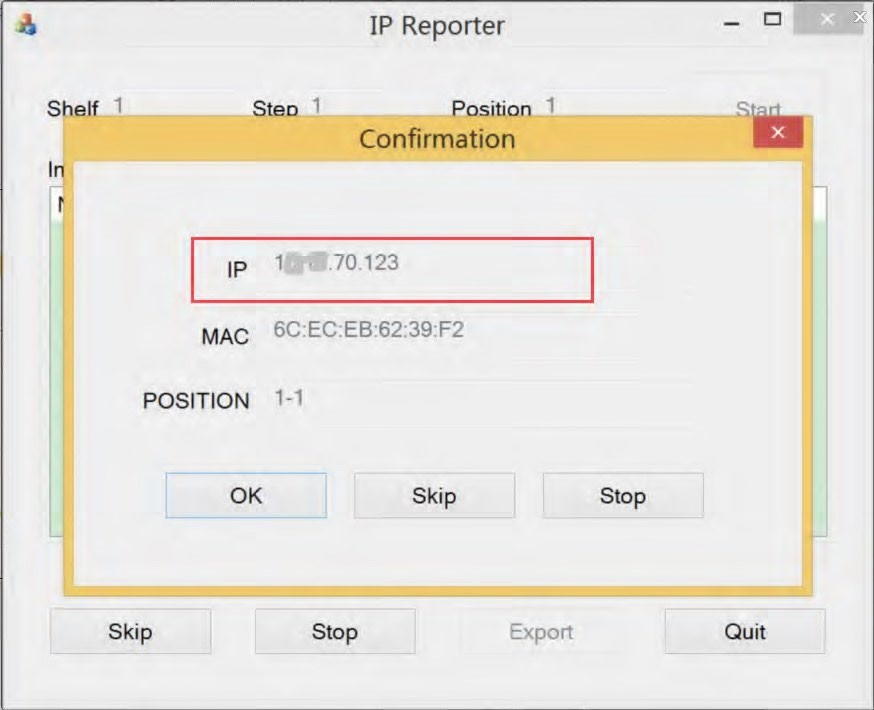 IP Reporter
Shelf 1 Step 1 Position 1 Start
Confirmation
IP .70.123
MAC 6C:EC:EB:62:39:F2
POSITION 1-1
OK Skip Stop
Skip Stop Export Quit